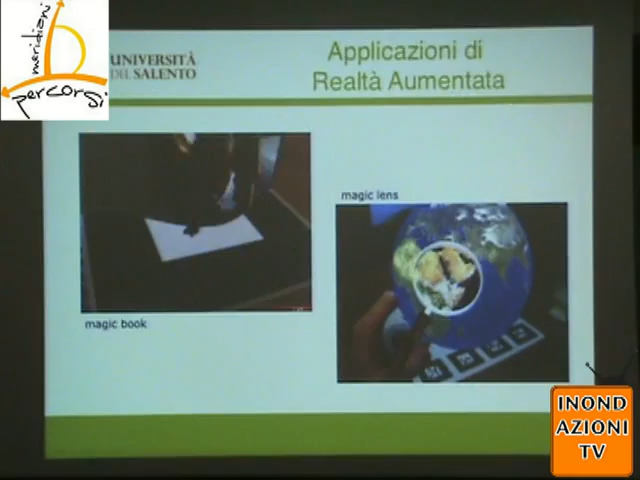 meridiani
percorsi
UNIVERSITÀ
DEL SALENTO
Applicazioni di
Realtà Aumentata
magic lens
magic book
INOND
AZIONI
TV